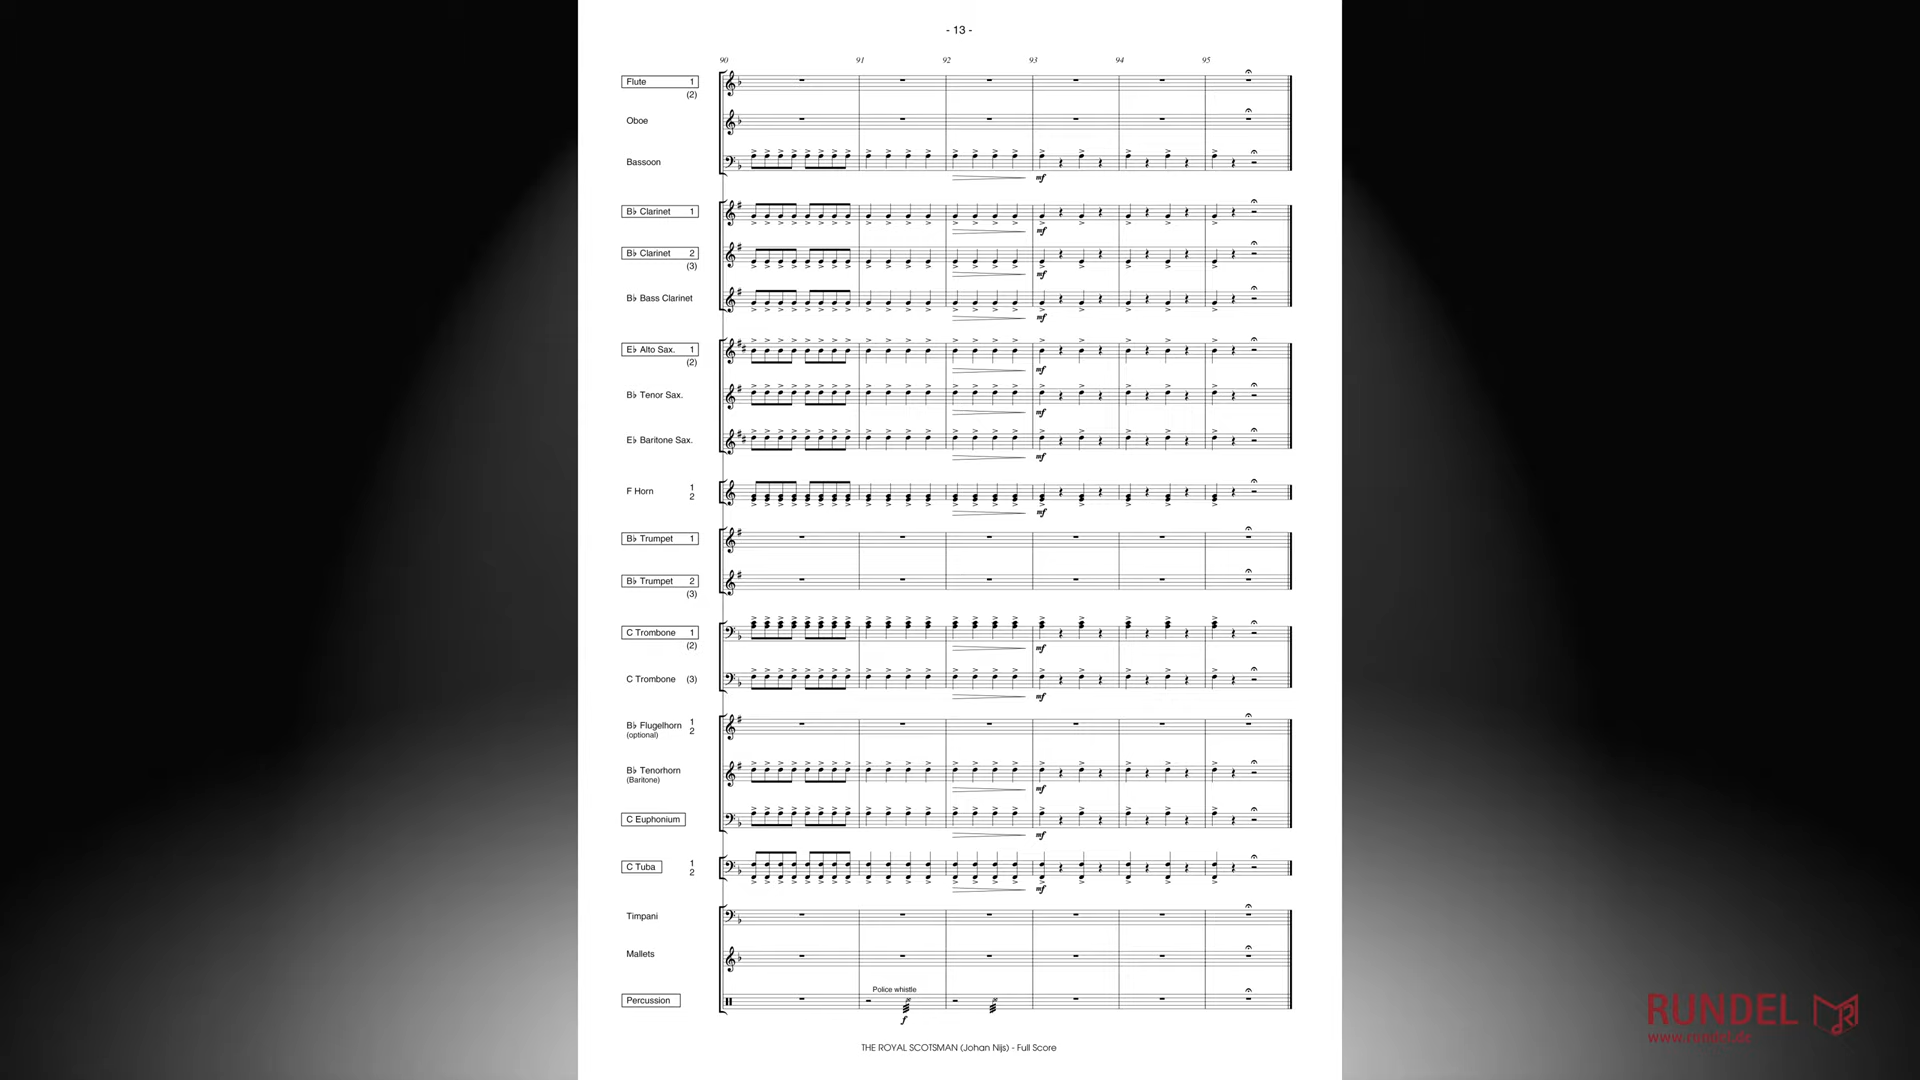 - 13 -
90 91 92 93 94 95
Flute 1
(2)
Oboe
Bassoon
mf
B♭ Clarinet 1
mf
B♭ Clarinet 2
(3)
mf
B♭ Bass Clarinet
mf
E♭ Alto Sax. 1
(2)
mf
B♭ Tenor Sax.
mf
E♭ Baritone Sax.
mf
F Horn 1
2
mf
B♭ Trumpet 1
B♭ Trumpet 2
(3)
C Trombone 1
(2)
mf
C Trombone (3)
mf
B♭ Flugelhorn 1
(optional) 2
B♭ Tenorhorn
(Baritone)
mf
C Euphonium
mf
C Tuba 1
2
mf
Timpani
Mallets
Police whistle
Percussion
f
THE ROYAL SCOTSMAN (Johan Nijs) - Full Score
RUNDEL
www.rundel.de